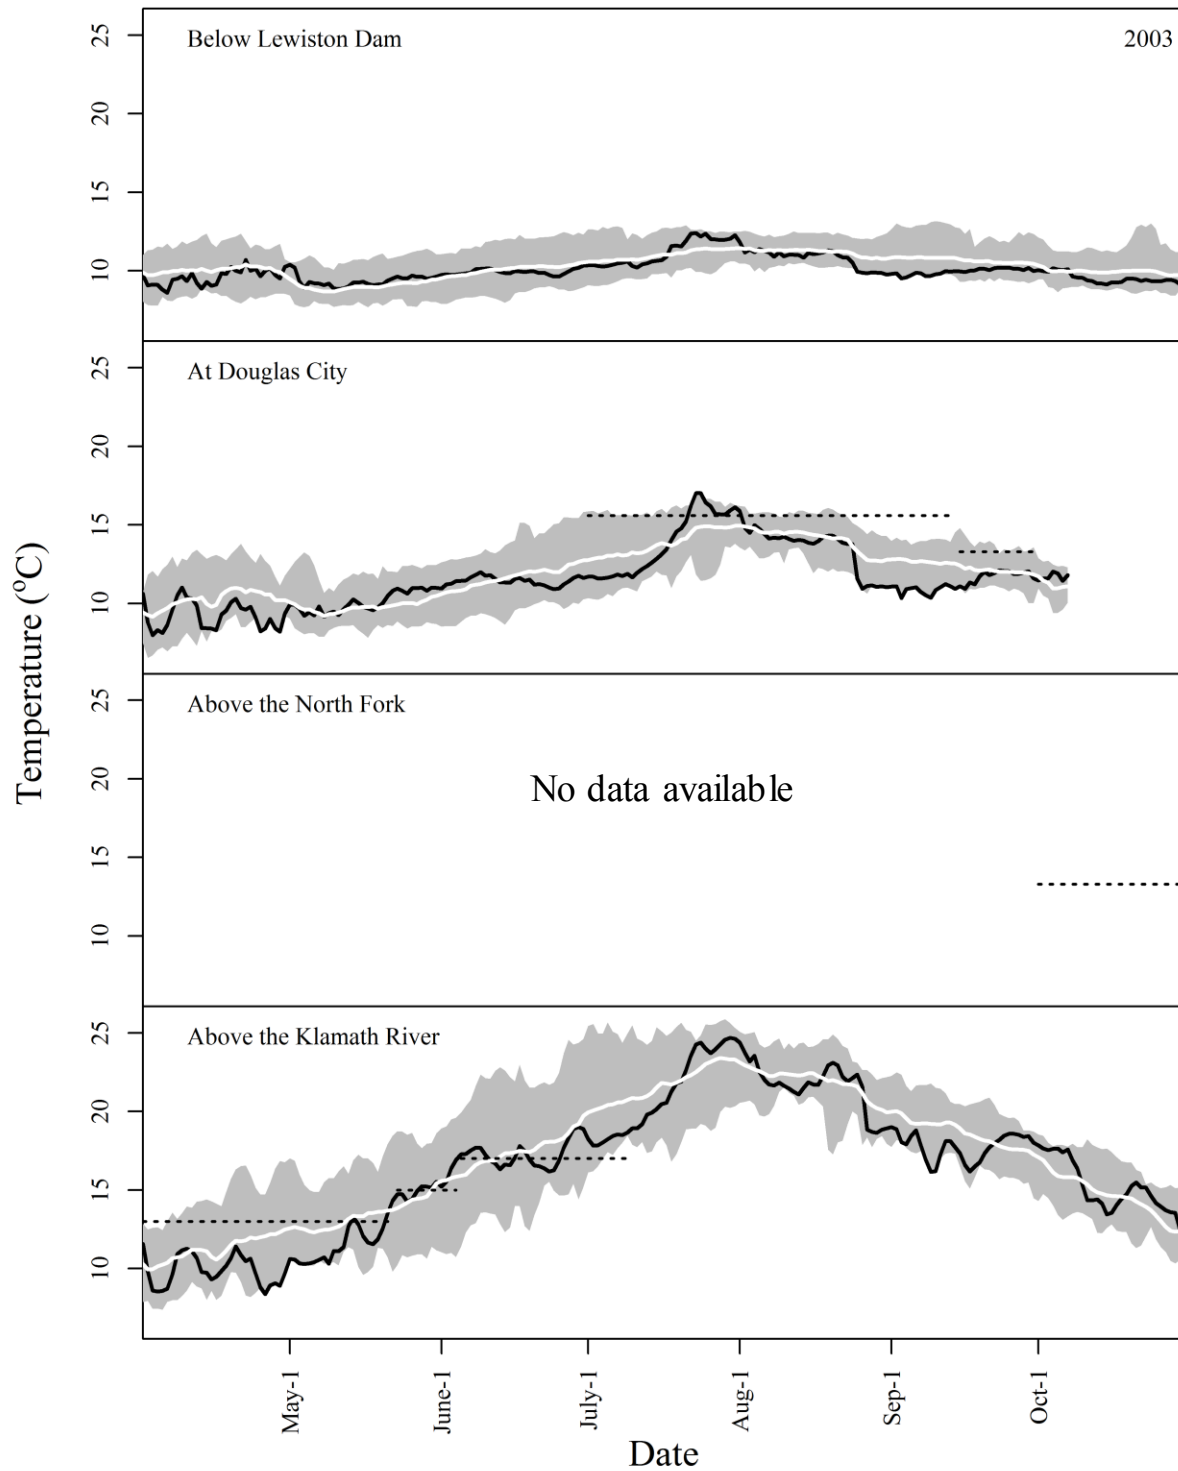 Below Lewiston Dam
2003
25
20
15
10
At Douglas City
25
20
15
10
Above the North Fork
No data available
25
20
15
10
Above the Klamath River
25
20
15
10
Temperature (°C)
May-1
June-1
July-1
Aug-1
Sep-1
Oct-1
Date